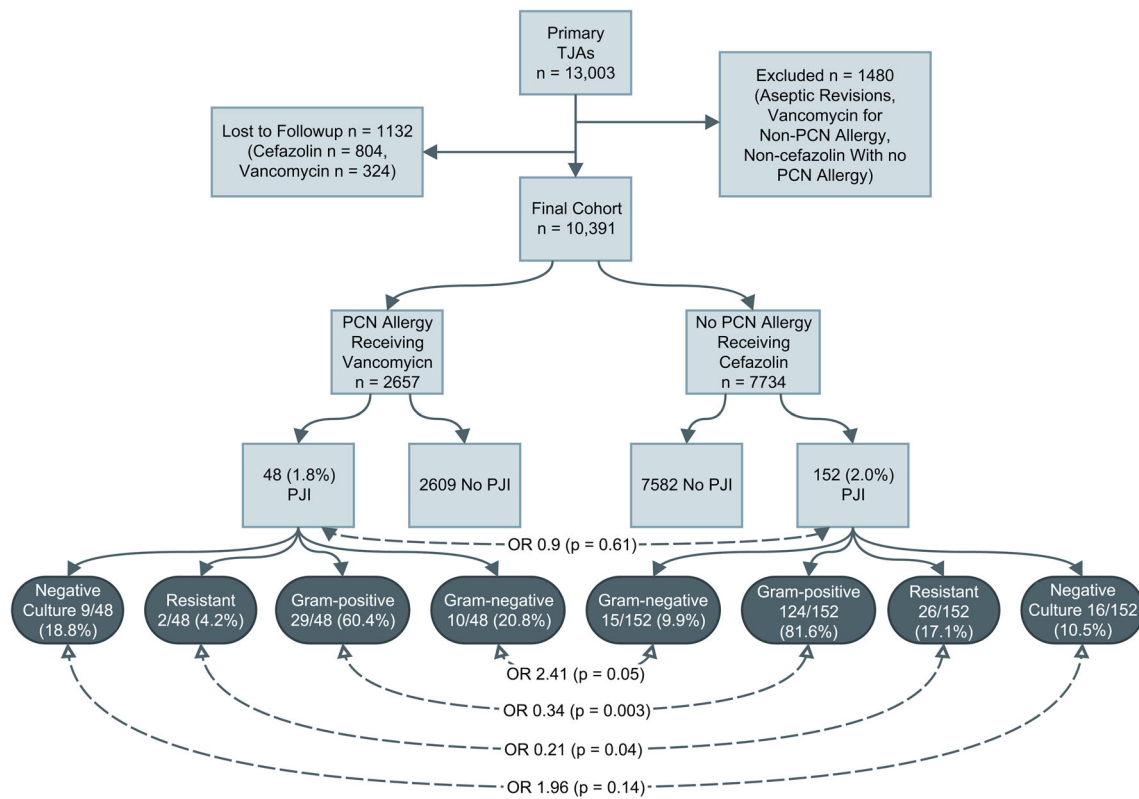 Primary
TJAs
n = 13,003
Excluded n = 1480
(Aseptic Revisions,
Vancomycin for
Non-PCN Allergy,
Non-cefazolin With no
PCN Allergy)
Lost to Followup n = 1132
(Cefazolin = 804,
Vancomycin = 324)
Final Cohort
n = 10,391
PCN Allergy
Receiving
Vancomyicn
n = 2657
No PCN Allergy
Receiving
Cefazolin
n = 7734
48 (1.8%)
PJI
2609 No PJI
7582 No PJI
152 (2.0%)
PJI
OR 0.9 (p = 0.61)
Negative
Culture 9/48
(18.8%)
Resistant
2/48 (4.2%)
Gram-positive
29/48 (60.4%)
Gram-negative
10/48 (20.8%)
Gram-negative
15/152 (9.9%)
Gram-positive
124/152
(81.6%)
Resistant
26/152
(17.1%)
Negative
Culture 16/152
(10.5%)
OR 2.41 (p = 0.05)
OR 0.34 (p = 0.003)
OR 0.21 (p = 0.04)
OR 1.96 (p = 0.14)